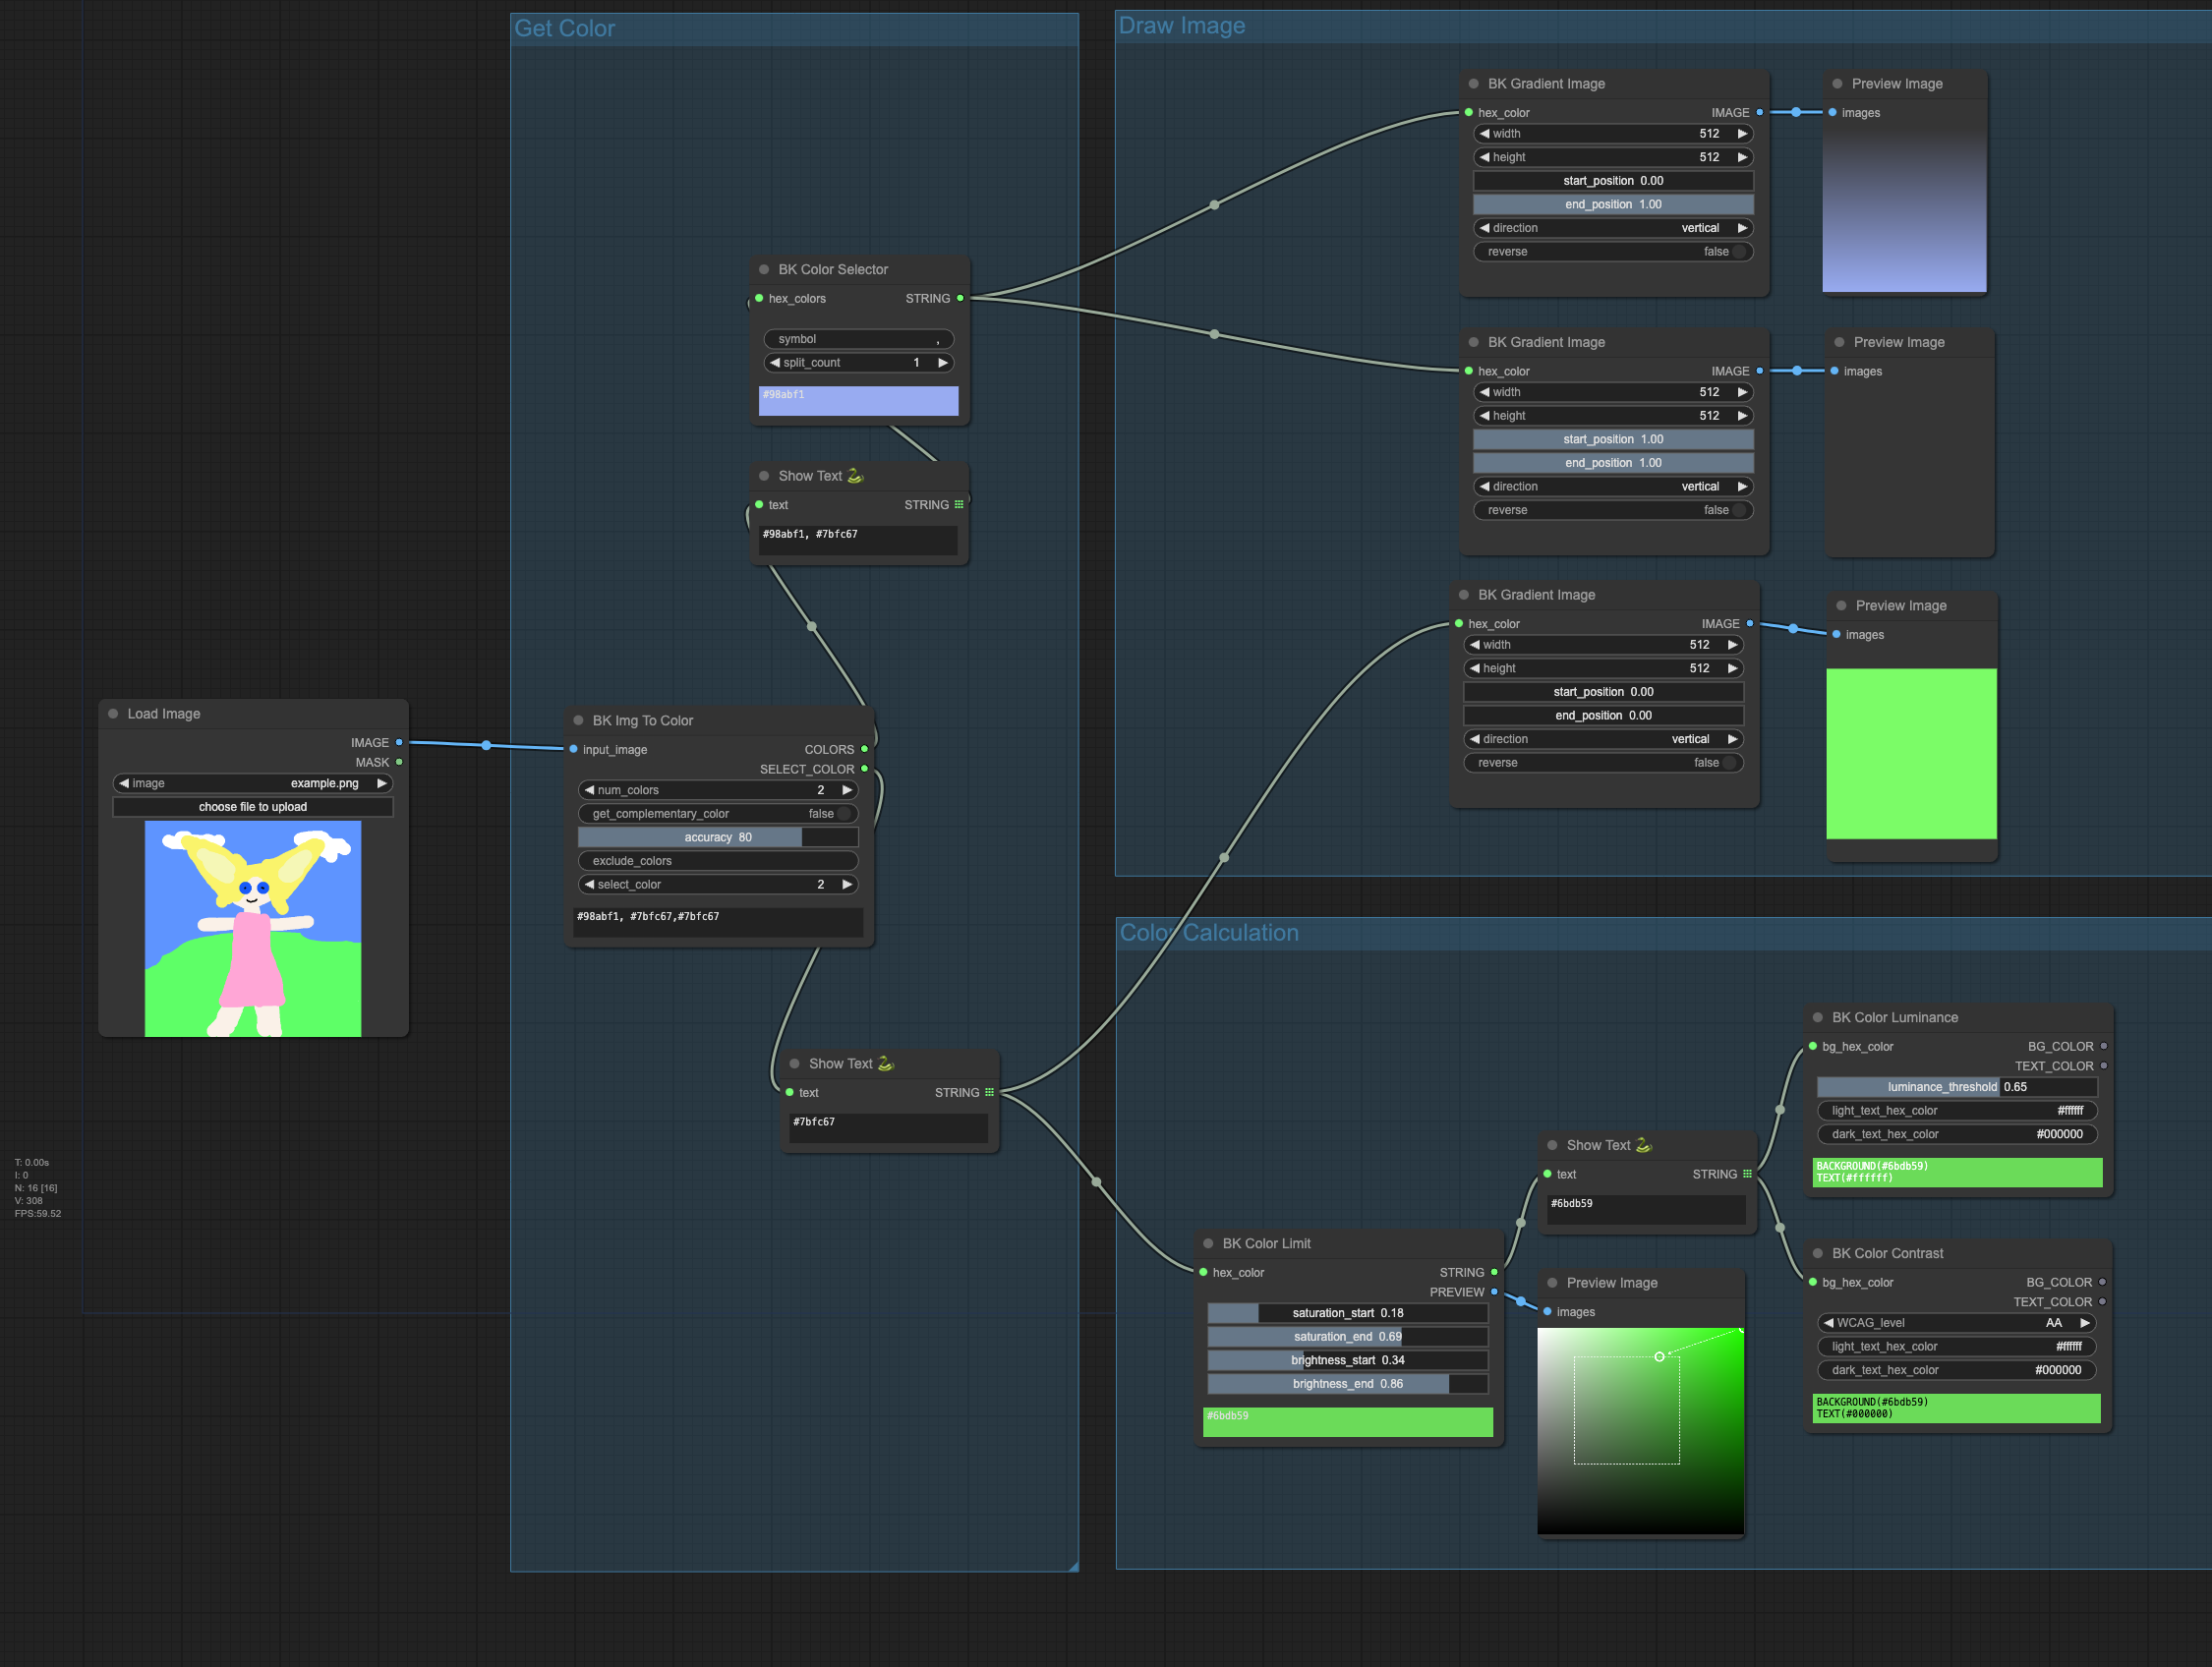 Get Color
Draw Image
BK Gradient Image
hex_color IMAGE
width 512
height 512
start_position 0.00
end_position 1.00
direction vertical
reverse false
Preview Image
images
BK Color Selector
hex_colors STRING
symbol ,
split_count 1
#98abf1
BK Gradient Image
hex_color IMAGE
width 512
height 512
start_position 1.00
end_position 1.00
direction vertical
reverse false
Preview Image
images
Show Text 🐍
text STRING
#98abf1, #7bfc67
BK Gradient Image
hex_color IMAGE
width 512
height 512
start_position 0.00
end_position 0.00
direction vertical
reverse false
Preview Image
images
Load Image
IMAGE
MASK
image example.png
choose file to upload
BK Img To Color
input_image COLORS
SELECT_COLOR
num_colors 2
get_complementary_color false
accuracy 80
exclude_colors
select_color 2
#98abf1, #7bfc67,#7bfc67
Show Text 🐍
text STRING
#7bfc67
T: 0.00s
I: 0
N: 16 [16]
V: 308
FPS:59.52
Color Calculation
BK Color Limit
hex_color STRING
PREVIEW
saturation_start 0.18
saturation_end 0.69
brightness_start 0.34
brightness_end 0.86
#6bdb59
Show Text 🐍
text STRING
#6bdb59
Preview Image
images
BK Color Luminance
bg_hex_color BG_COLOR
TEXT_COLOR
luminance_threshold 0.65
light_text_hex_color #ffffff
dark_text_hex_color #000000
BACKGROUND(#6bdb59)
TEXT(#ffffff)
BK Color Contrast
bg_hex_color BG_COLOR
TEXT_COLOR
WCAG_level AA
light_text_hex_color #ffffff
dark_text_hex_color #000000
BACKGROUND(#6bdb59)
TEXT(#000000)